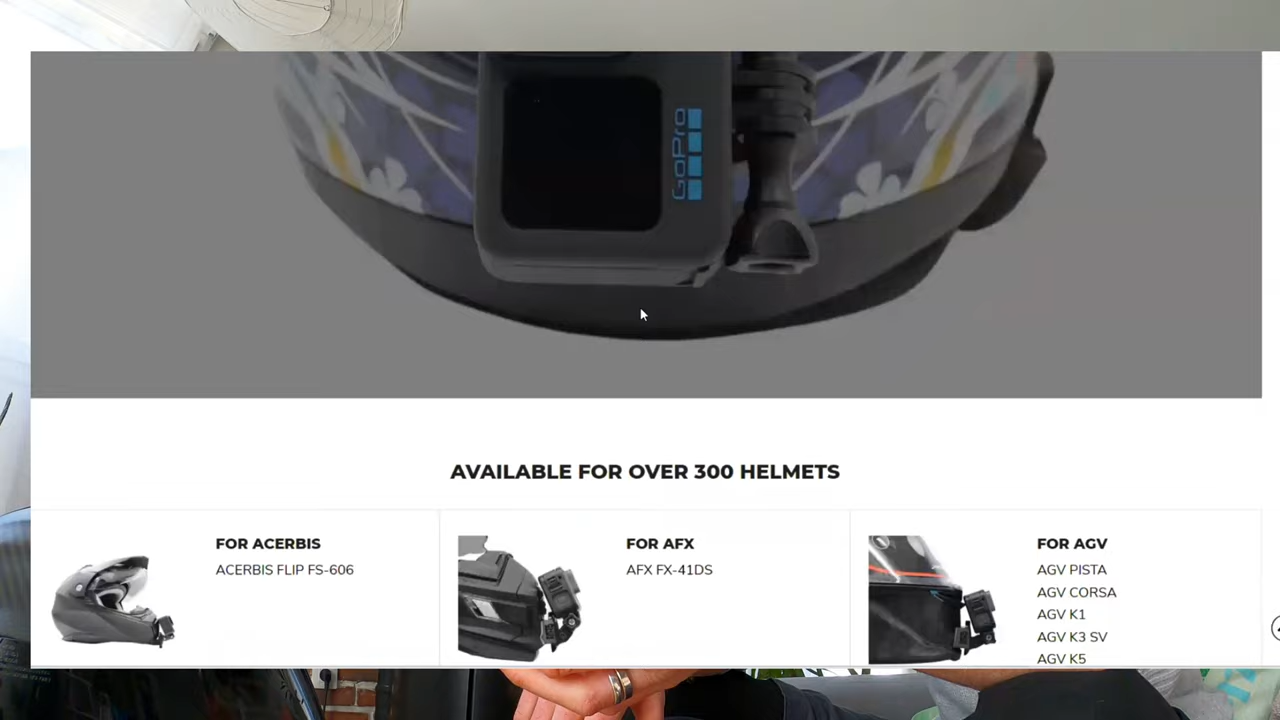 GoPro
AVAILABLE FOR OVER 300 HELMETS
FOR ACERBIS
ACERBIS FLIP FS-606
FOR AFX
AFX FX-41DS
FOR AGV
AGV PISTA
AGV CORSA
AGV K1
AGV K3 SV
AGV K5